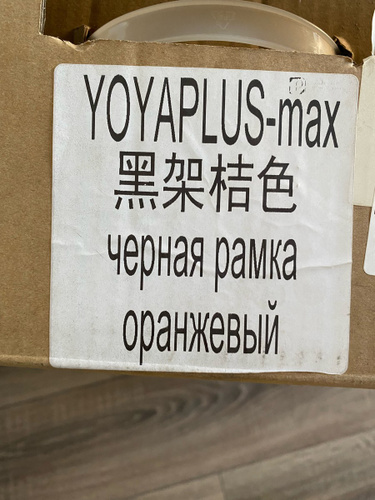 YOYAPLUS-max
黑架桔色
черная рамка
оранжевый